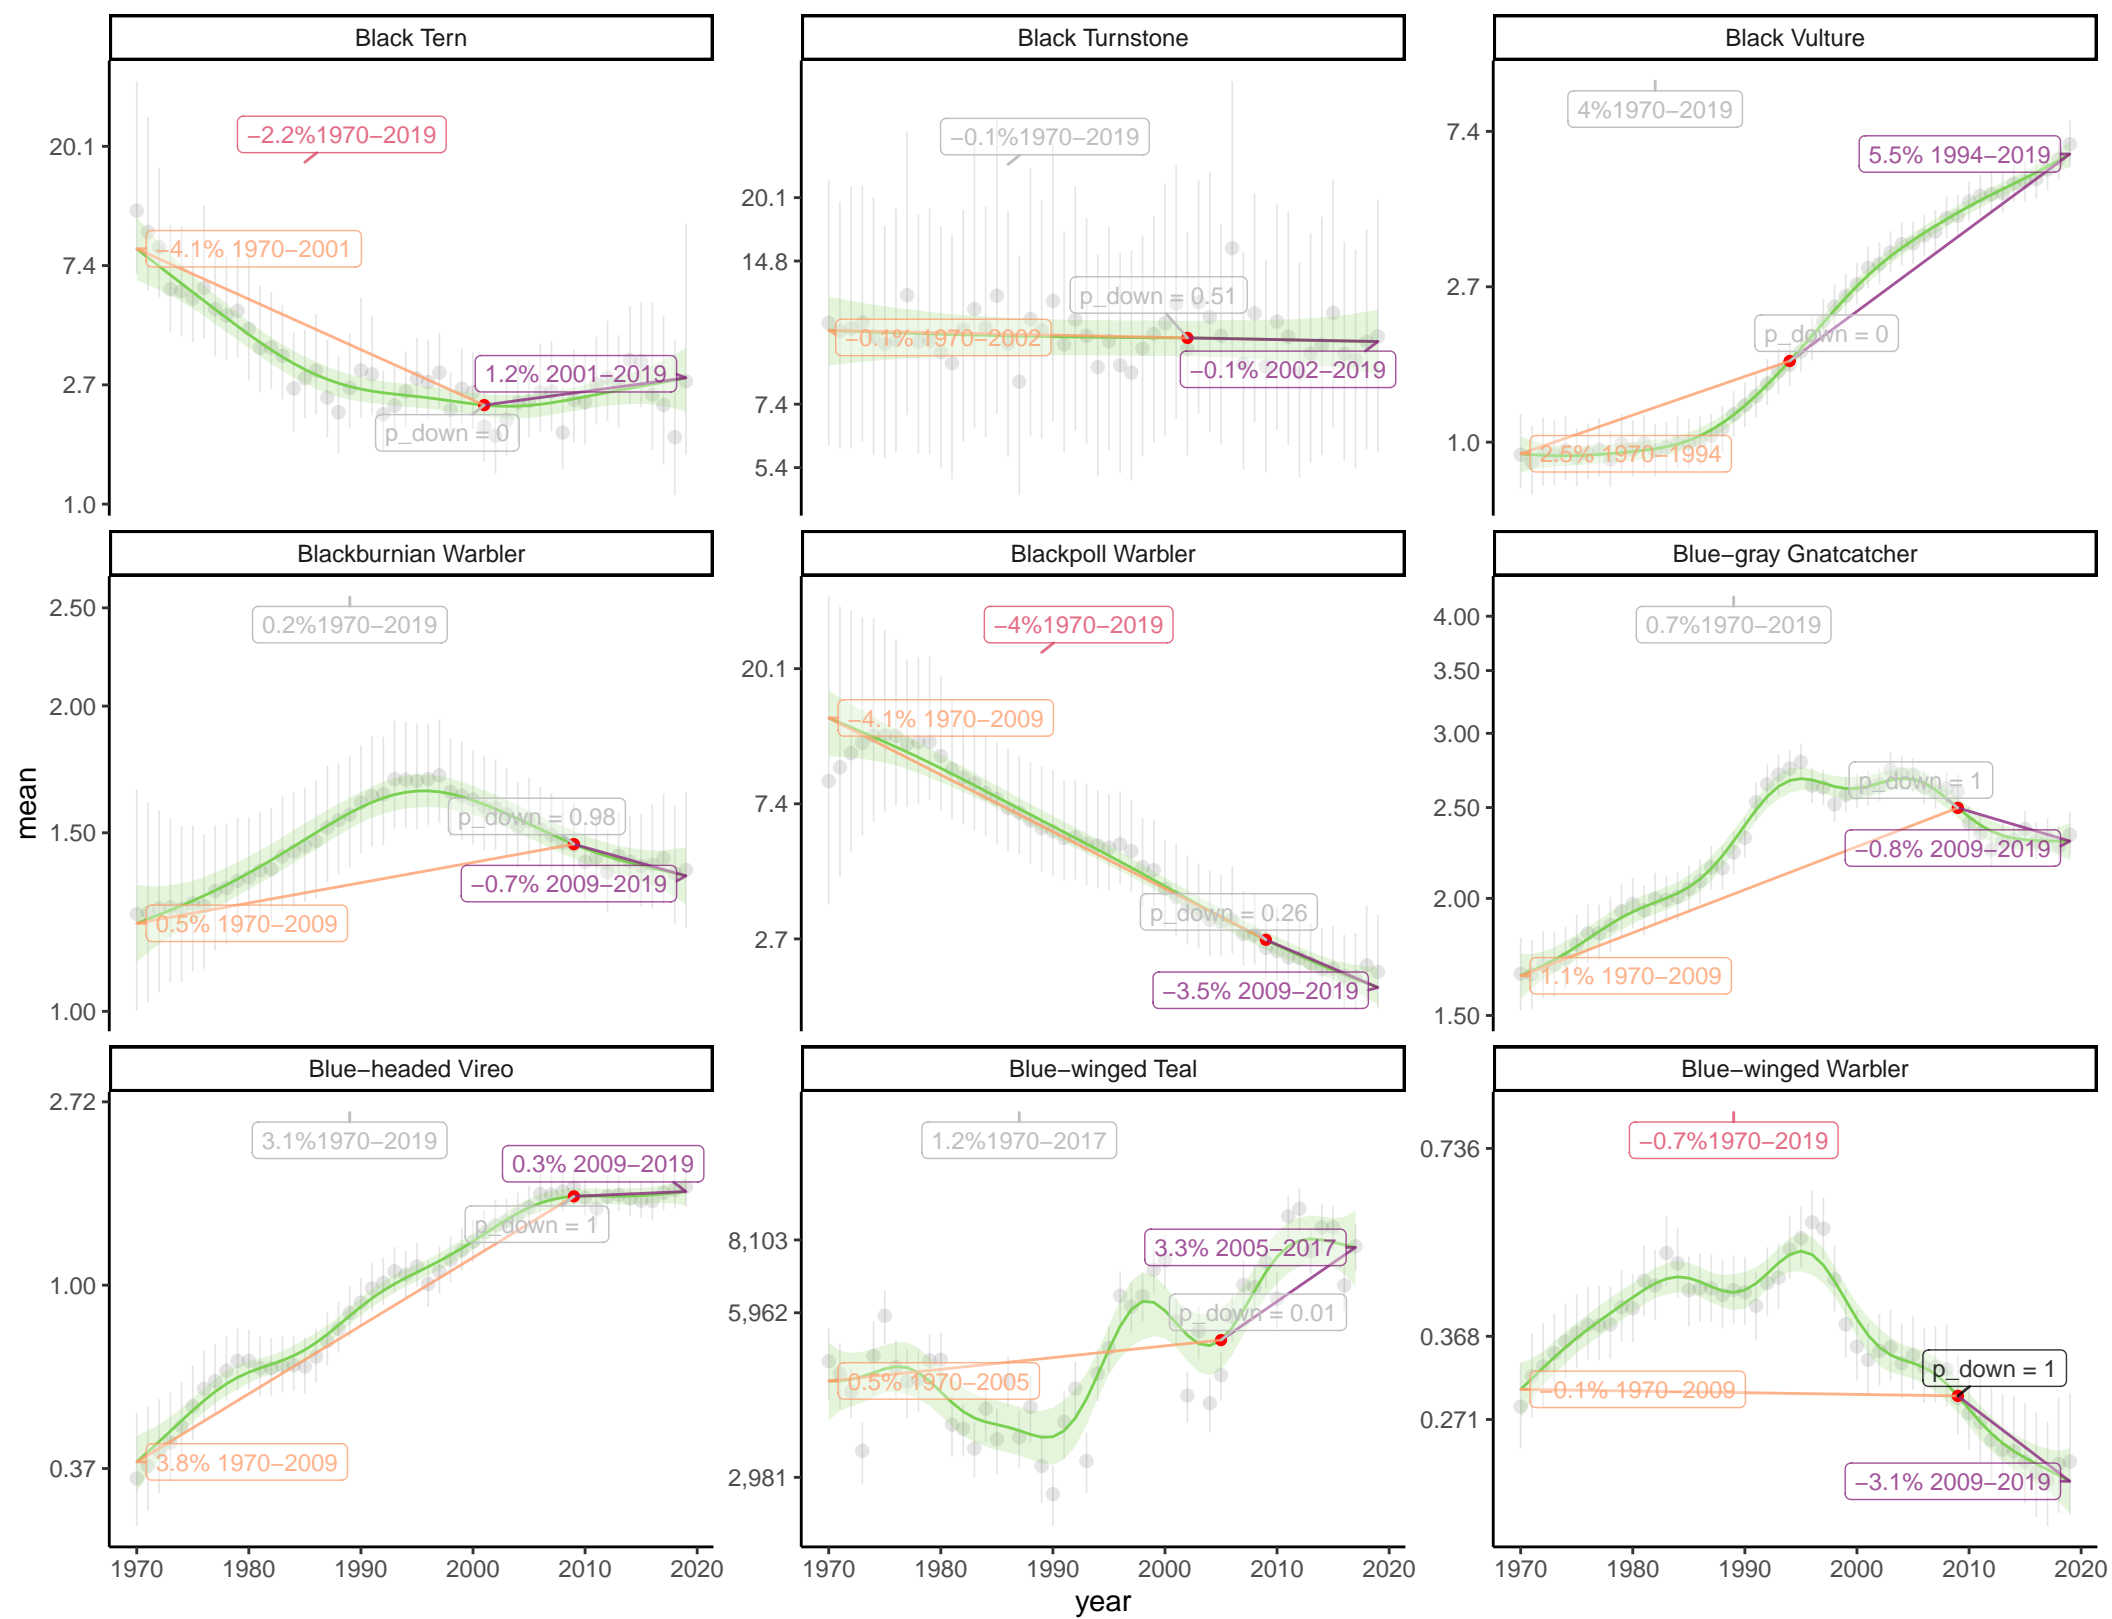 Black Tern
Black Turnstone
Black Vulture
20.1
7.4
2.7
1.0
−2.2%1970−2019
−4.1% 1970−2001
1.2% 2001−2019
p_down = 0
20.1
14.8
7.4
5.4
−0.1%1970−2019
p_down = 0.51
−0.1% 1970−2002
−0.1% 2002−2019
7.4
2.7
1.0
4%1970−2019
5.5% 1994−2019
p_down = 0
2.5% 1970−1994
Blackburnian Warbler
Blackpoll Warbler
Blue−gray Gnatcatcher
mean
2.50
2.00
1.50
1.00
0.2%1970−2019
p_down = 0.98
−0.7% 2009−2019
0.5% 1970−2009
20.1
7.4
2.7
−4%1970−2019
−4.1% 1970−2009
p_down = 0.26
−3.5% 2009−2019
4.00
3.50
3.00
2.50
2.00
1.50
0.7%1970−2019
p_down = 1
−0.8% 2009−2019
1.1% 1970−2009
Blue−headed Vireo
Blue−winged Teal
Blue−winged Warbler
2.72
1.00
0.37
3.1%1970−2019
0.3% 2009−2019
p_down = 1
3.8% 1970−2009
8,103
5,962
2,981
1.2%1970−2017
3.3% 2005−2017
p_down = 0.01
0.5% 1970−2005
0.736
0.368
0.271
−0.7%1970−2019
p_down = 1
−0.1% 1970−2009
−3.1% 2009−2019
1970 1980 1990 2000 2010 2020
1970 1980 1990 2000 2010 2020
1970 1980 1990 2000 2010 2020
year